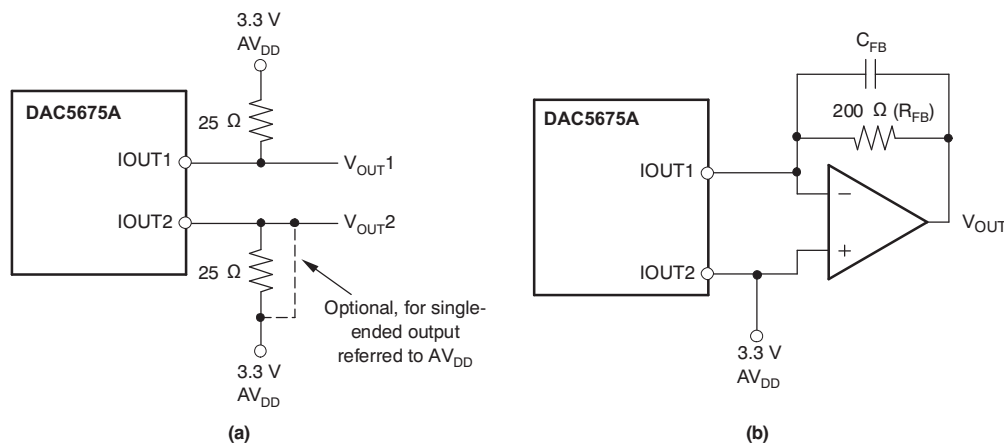 3.3 V
AVDD
DAC5675A
25 Ω
IOUT1
VOUT1
IOUT2
VOUT2
25 Ω
Optional, for single-
ended output
referred to AVDD
3.3 V
AVDD
(a)
CFB
200 Ω (RFB)
DAC5675A
IOUT1
−
VOUT
+
IOUT2
3.3 V
AVDD
(b)